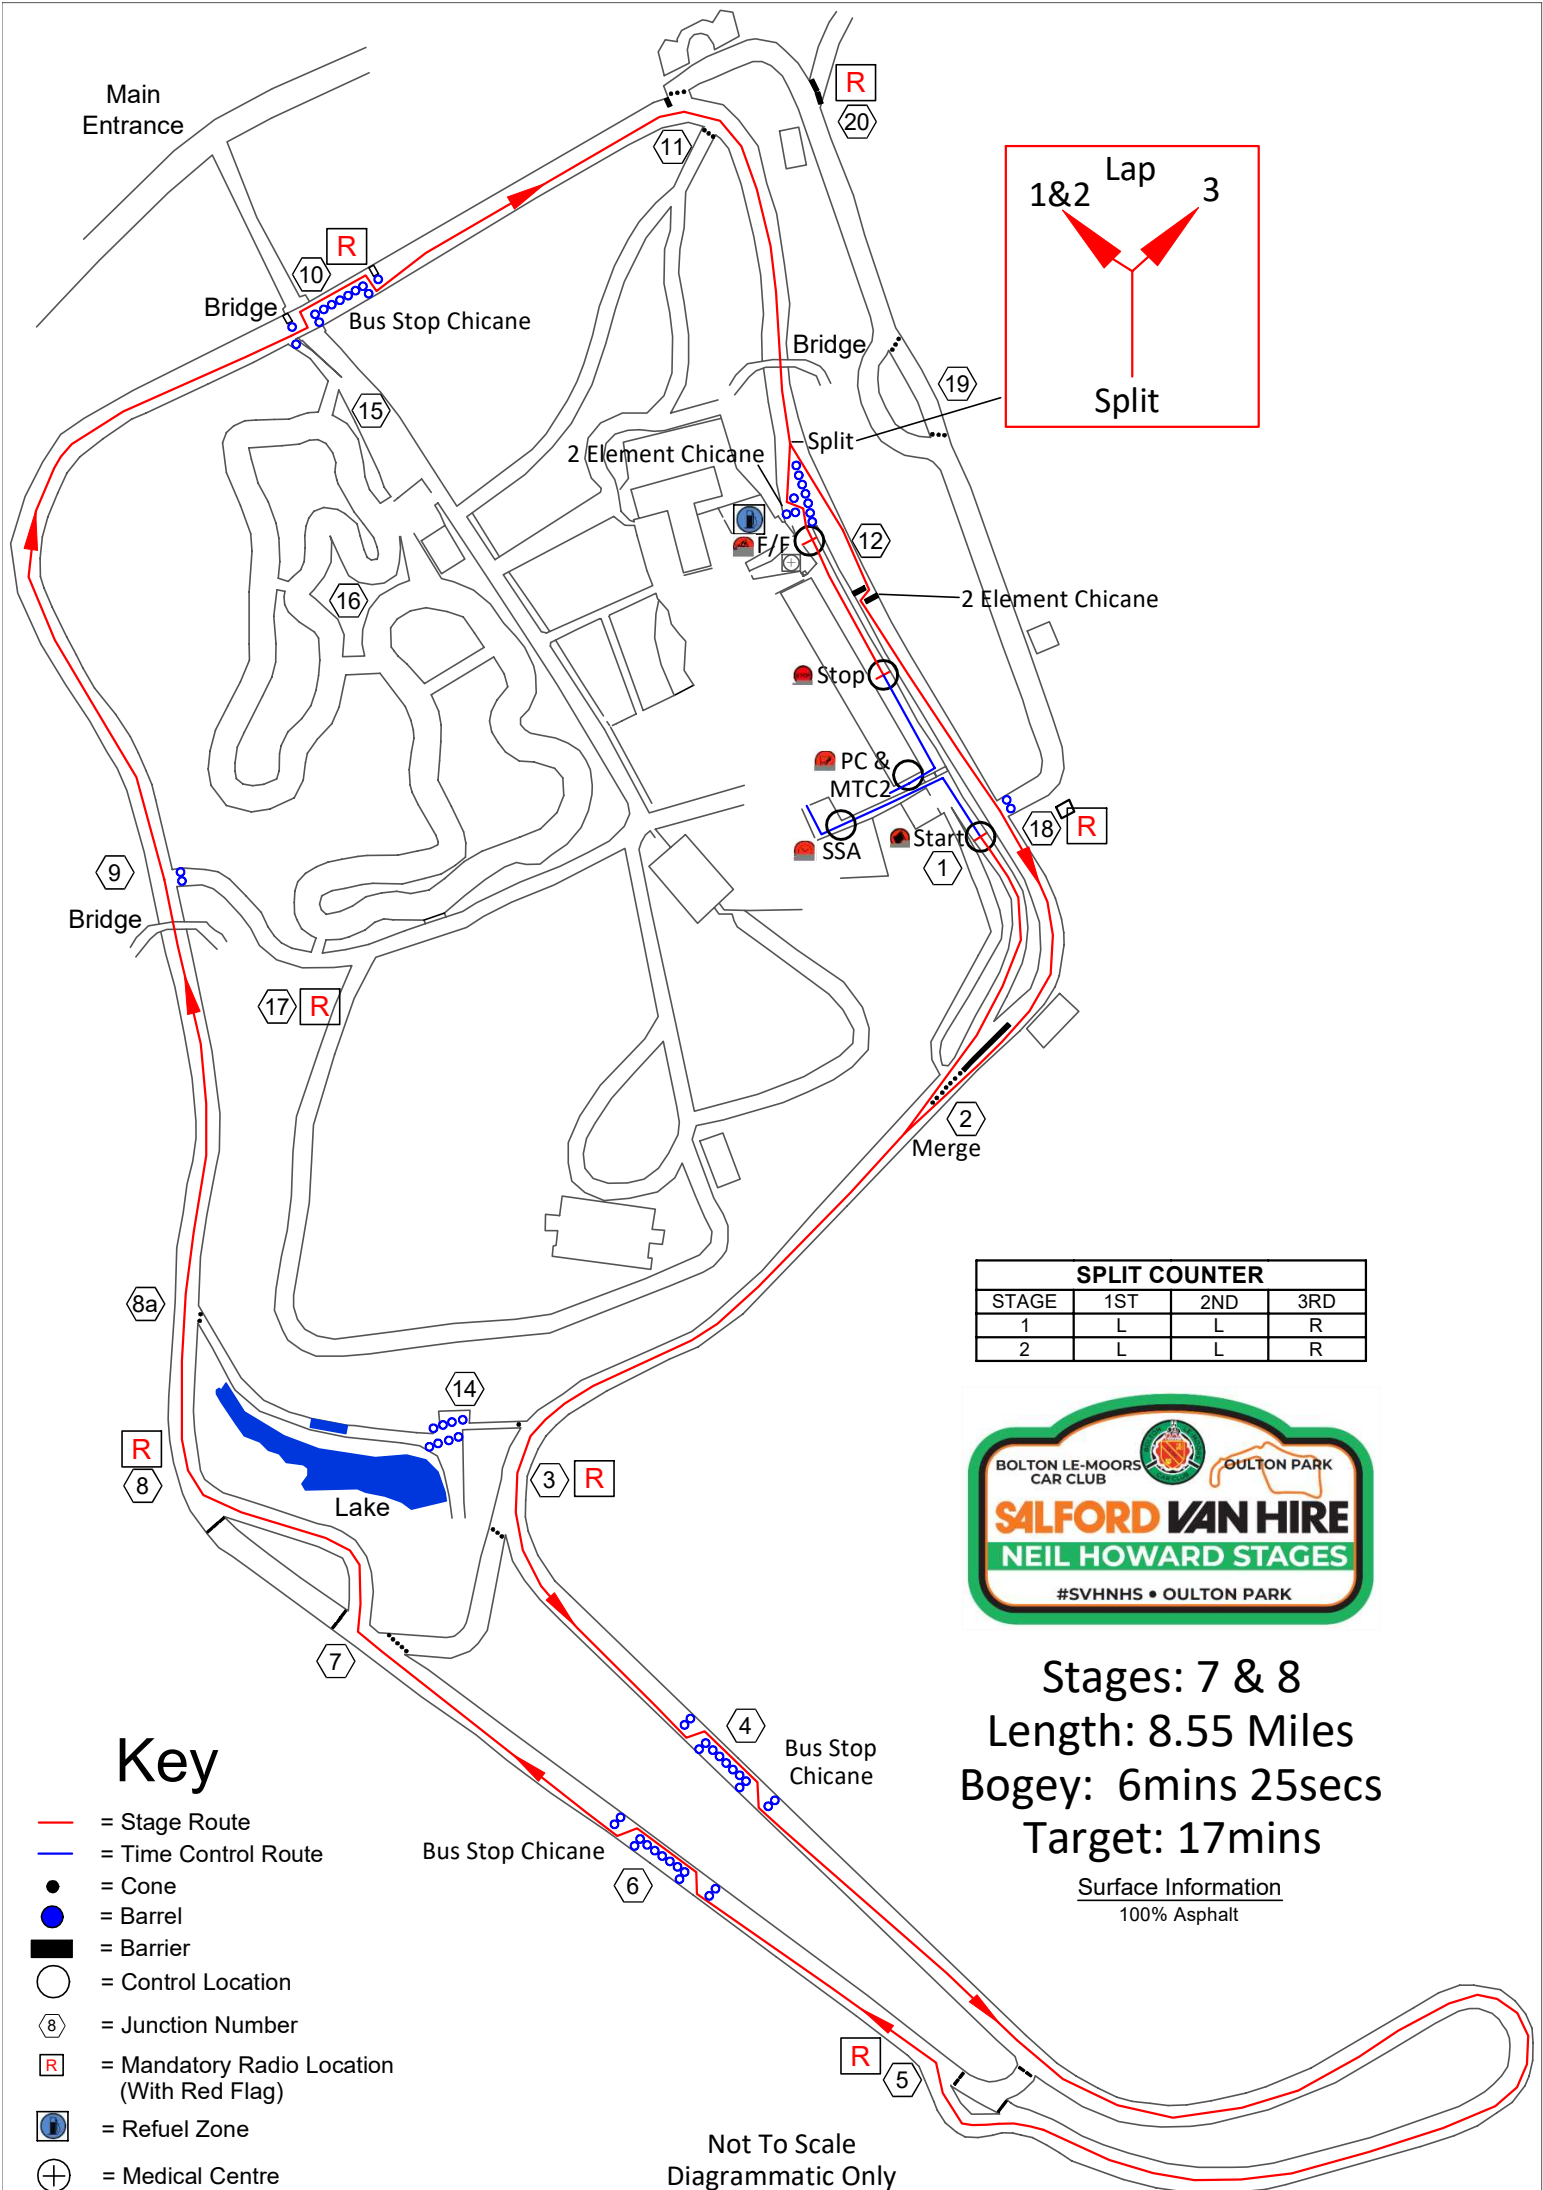 Main
Entrance
R
20
11
Lap
1&2
3
Split
R
10
Bridge
Bus Stop Chicane
Bridge
19
15
Split
2 Element Chicane
F/F
12
16
2 Element Chicane
Stop
PC &
MTC2
18
R
Start
SSA
1
9
Bridge
17
R
2
Merge
8a
SPLIT COUNTER
STAGE 1ST 2ND 3RD
1 L L R
2 L L R
14
R
8
Lake
3
R
BOLTON LE-MOORS
CAR CLUB
OULTON PARK
SALFORD VAN HIRE
NEIL HOWARD STAGES
#SVHNHS • OULTON PARK
7
Stages: 7 & 8
Length: 8.55 Miles
Bogey: 6mins 25secs
Target: 17mins
Surface Information
100% Asphalt
4
Bus Stop
Chicane
Bus Stop Chicane
6
Key
= Stage Route
= Time Control Route
= Cone
= Barrel
= Barrier
= Control Location
8
= Junction Number
R
= Mandatory Radio Location
(With Red Flag)
= Refuel Zone
= Medical Centre
R
5
Not To Scale
Diagrammatic Only